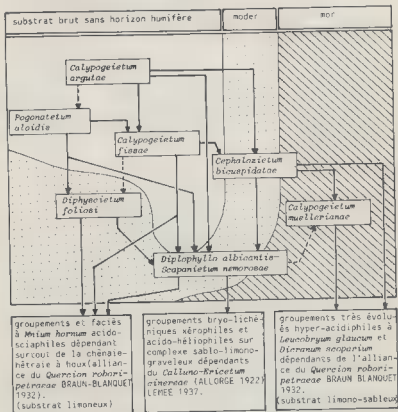 substrat brut sans horizon humifère
moder
mor
Calypogeietum
argutae
Pogonatetum
aloidis
Calypogeietum
fissae
Cephalozietum
bicuspidatae
Calypogeietum
muellerianae
Diphyscietum
foliosi
Diplophyllo albicantis-
Scapanietum nemorosae
groupements et faciès
à Mnium hornum acido-
sciaphiles dépendant
surtout de la chênaie-
hêtraie à houx(allian-
ce du Quercion robori-
petraeae BRAUN-BLANQUET
1932).
(substrat limoneux)
groupements bryo-liché-
niques xérophiles et
acido-héliophiles sur
complexe sablo-limono-
graveleux dépendants
du Calluno-Ericetum
cinereae (ALLORGE 1922)
LEMEE 1937.
groupements très évolu-
és hyper-acidiphiles à
Leucobryum glaucum et
Dicranum scoparium
dépendants de l'allian-
ce du Quercion robori-
petraeae BRAUN BLANQUET
1932.
(substrat limono-sableux)